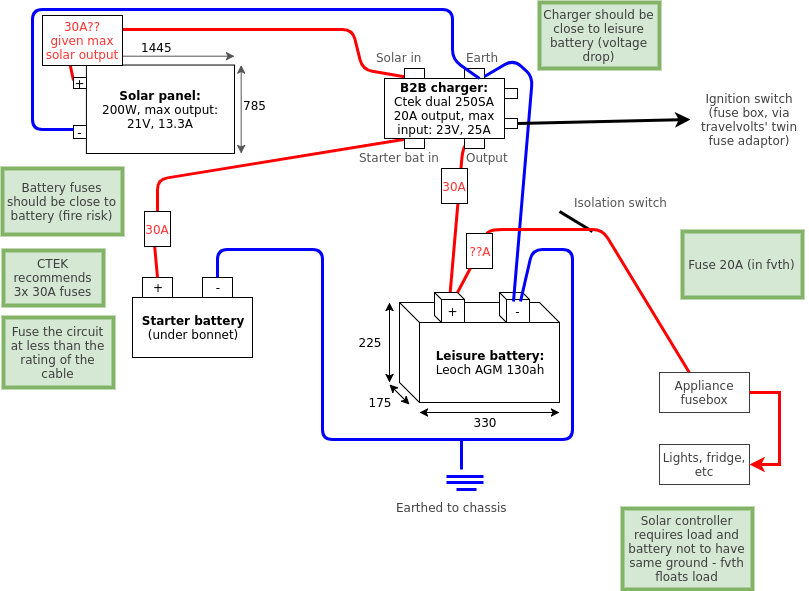 30A??
given max
solar output
1445
Solar in
Earth
Charger should be
close to leisure
battery (voltage
drop)
+
-
Solar panel:
200W, max output:
21V, 13.3A
785
B2B charger:
Ctek dual 250SA
20A output, max
input: 23V, 25A
Ignition switch
(fuse box, via
travelvolts' twin
fuse adaptor)
Starter bat in
Output
Battery fuses
should be close to
battery (fire risk)
30A
30A
Isolation switch
??A
Fuse 20A (in fvth)
CTEK
recommends
3x 30A fuses
+
-
Starter battery
(under bonnet)
+
-
Fuse the circuit
at less than the
rating of the
cable
225
Leisure battery:
Leoch AGM 130ah
175
330
Appliance
fusebox
Lights, fridge,
etc
Earthed to chassis
Solar controller
requires load and
battery not to have
same ground - fvth
floats load